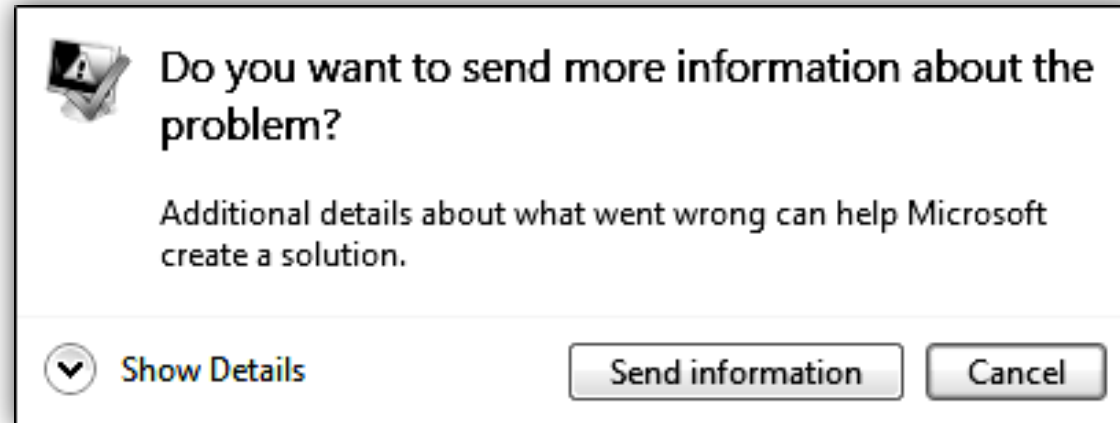 Do you want to send more information about the
problem?
Additional details about what went wrong can help Microsoft
create a solution.
Show Details
Send information
Cancel